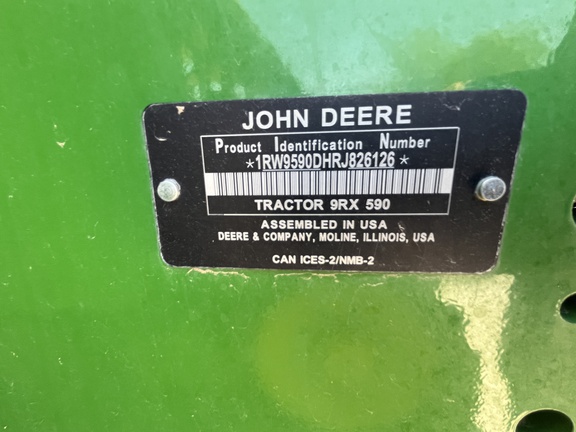 JOHN DEERE
Product Identification Number
*1RW9590DHRJ826126*
TRACTOR 9RX 590
ASSEMBLED IN USA
DEERE & COMPANY, MOLINE, ILLINOIS, USA
CAN ICES-2/NMB-2